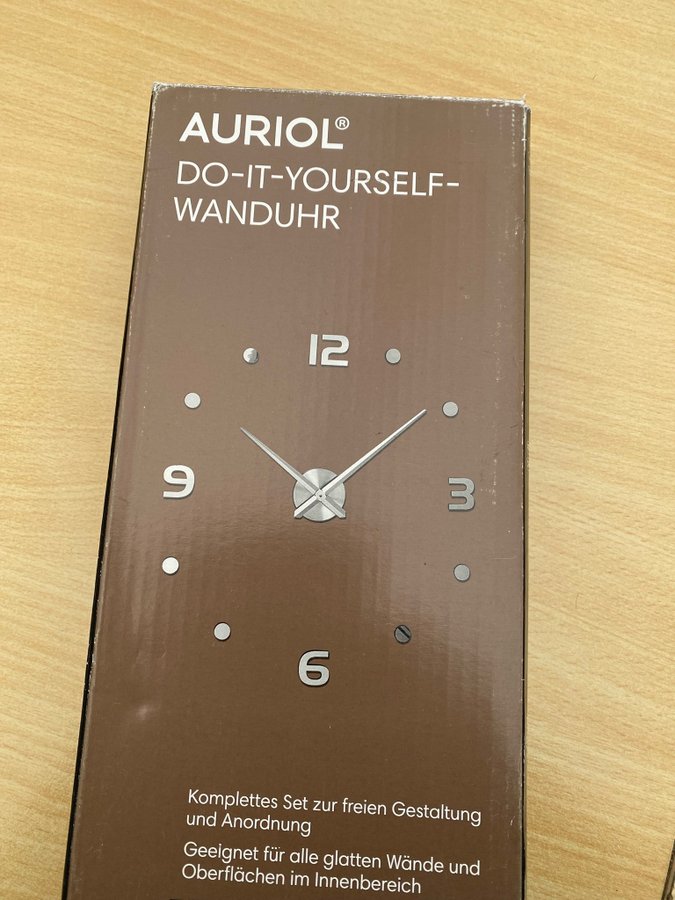 AURIOL®
DO-IT-YOURSELF-
WANDUHR
12
9
3
6
Komplettes Set zur freien Gestaltung
und Anordnung
Geeignet für alle glatten Wände und
Oberflächen im Innenbereich